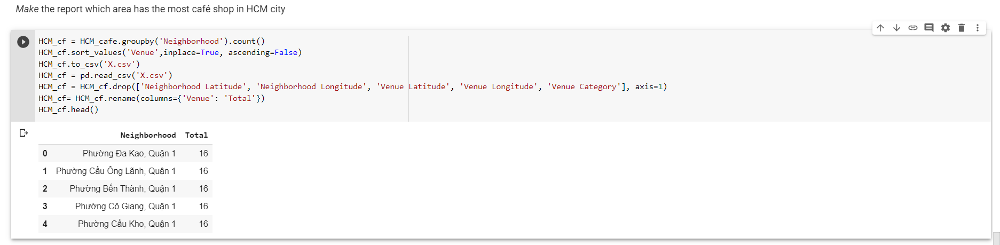 Make the report which area has the most café shop in HCM city
HCM_cf = HCM_cafe.groupby('Neighborhood').count()
HCM_cf.sort_values('Venue',inplace=True, ascending=False)
HCM_cf.to_csv('X.csv')
HCM_cf = pd.read_csv('X.csv')
HCM_cf = HCM_cf.drop(['Neighborhood Latitude', 'Neighborhood Longitude', 'Venue Latitude', 'Venue Longitude', 'Venue Category'], axis=1)
HCM_cf= HCM_cf.rename(columns={'Venue': 'Total'})
HCM_cf.head()
Neighborhood Total
0 Phường Đa Kao, Quận 1 16
1 Phường Cầu Ông Lãnh, Quận 1 16
2 Phường Bến Thành, Quận 1 16
3 Phường Cô Giang, Quận 1 16
4 Phường Cầu Kho, Quận 1 16